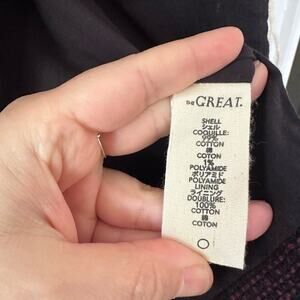 THE GREAT.
SHELL
シェル
COQUILLE:
99%
COTTON
綿
COTON
1%
POLYAMIDE
ポリアミド
POLYAMIDE
LINING
ライニング
DOUBLURE:
100%
COTTON
綿
COTON